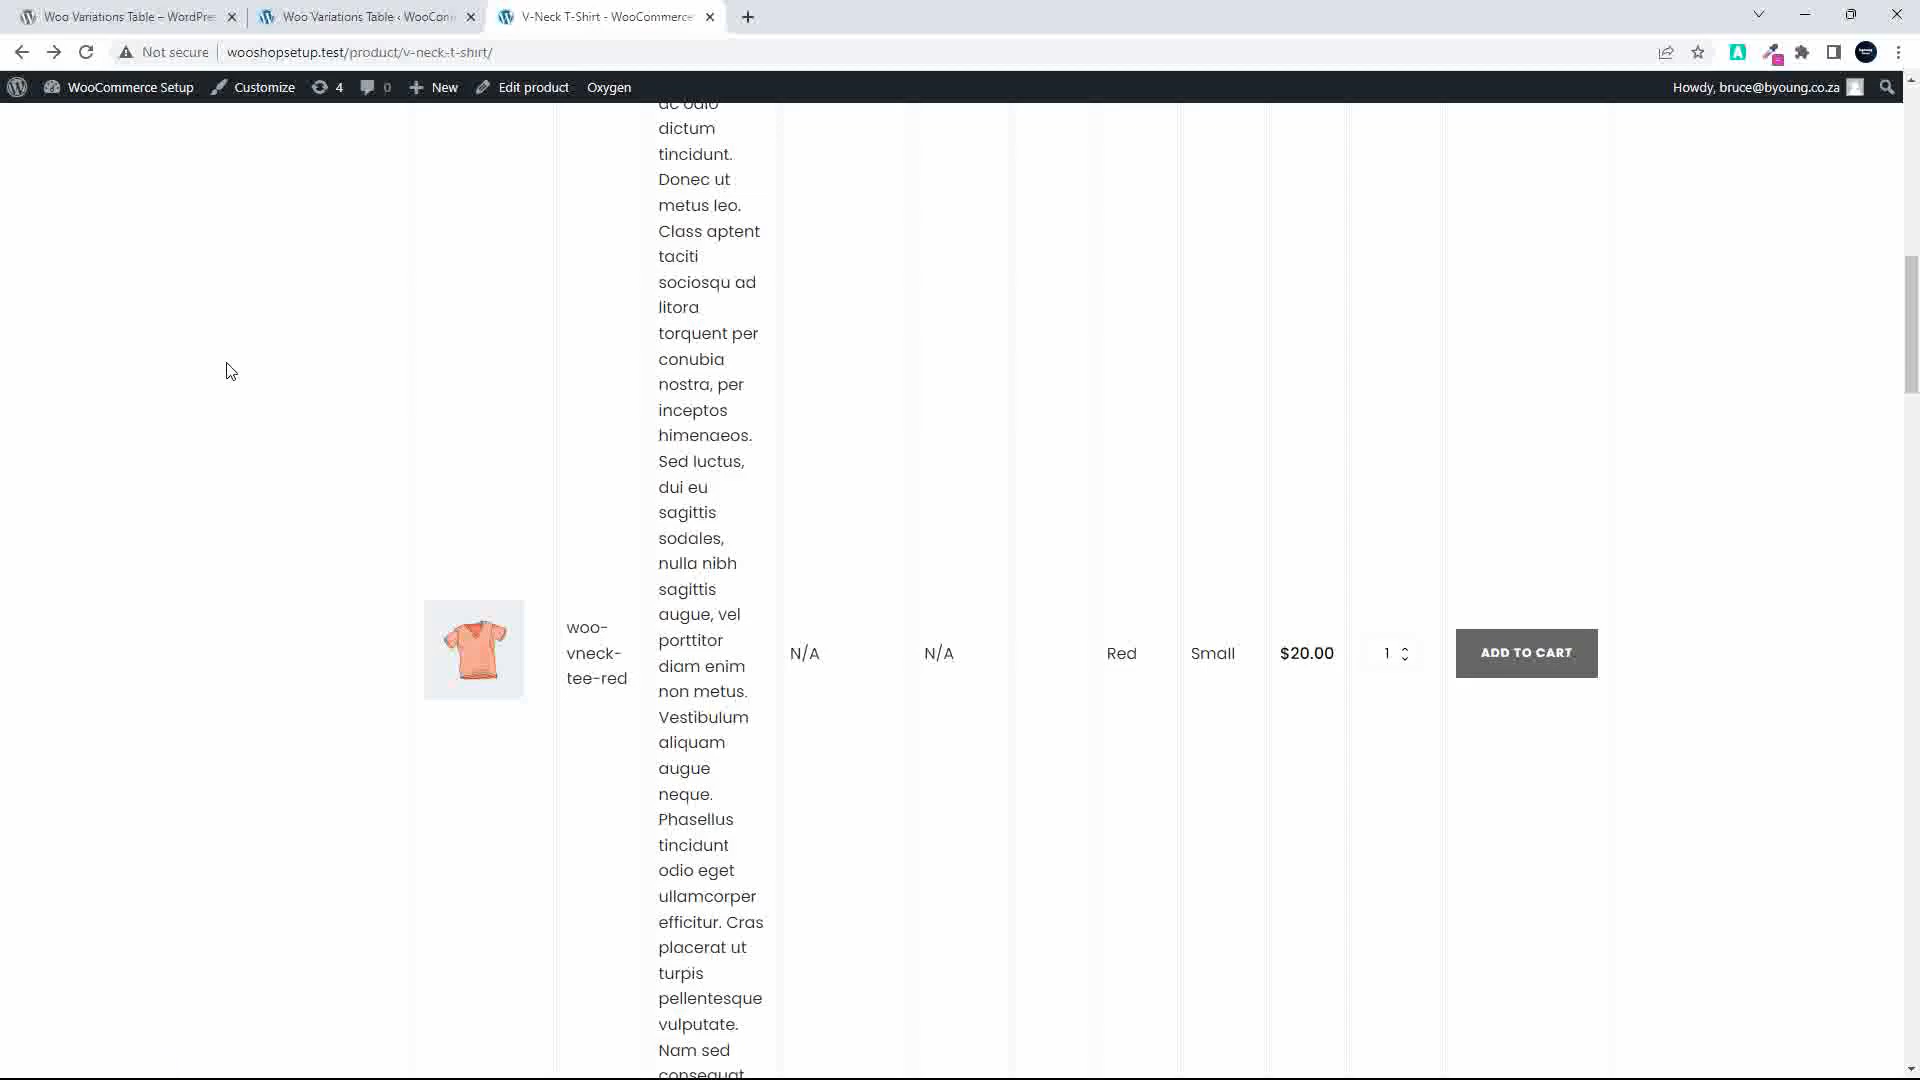 Woo Variations Table – WordPres
Woo Variations Table ‹ WooCom
V-Neck T-Shirt - WooCommerce
Not secure
wooshopsetup.test/product/v-neck-t-shirt/
WooCommerce Setup
Customize
4
0
New
Edit product
Oxygen
Howdy, bruce@byoung.co.za
ac odio
dictum
tincidunt.
Donec ut
metus leo.
Class aptent
taciti
sociosqu ad
litora
torquent per
conubia
nostra, per
inceptos
himenaeos.
Sed luctus,
dui eu
sagittis
sodales,
nulla nibh
sagittis
augue, vel
porttitor
diam enim
non metus.
Vestibulum
aliquam
augue
neque.
Phasellus
tincidunt
odio eget
ullamcorper
efficitur. Cras
placerat ut
turpis
pellentesque
vulputate.
Nam sed
consequat
woo-
vneck-
tee-red
N/A
N/A
Red
Small
$20.00
1
ADD TO CART